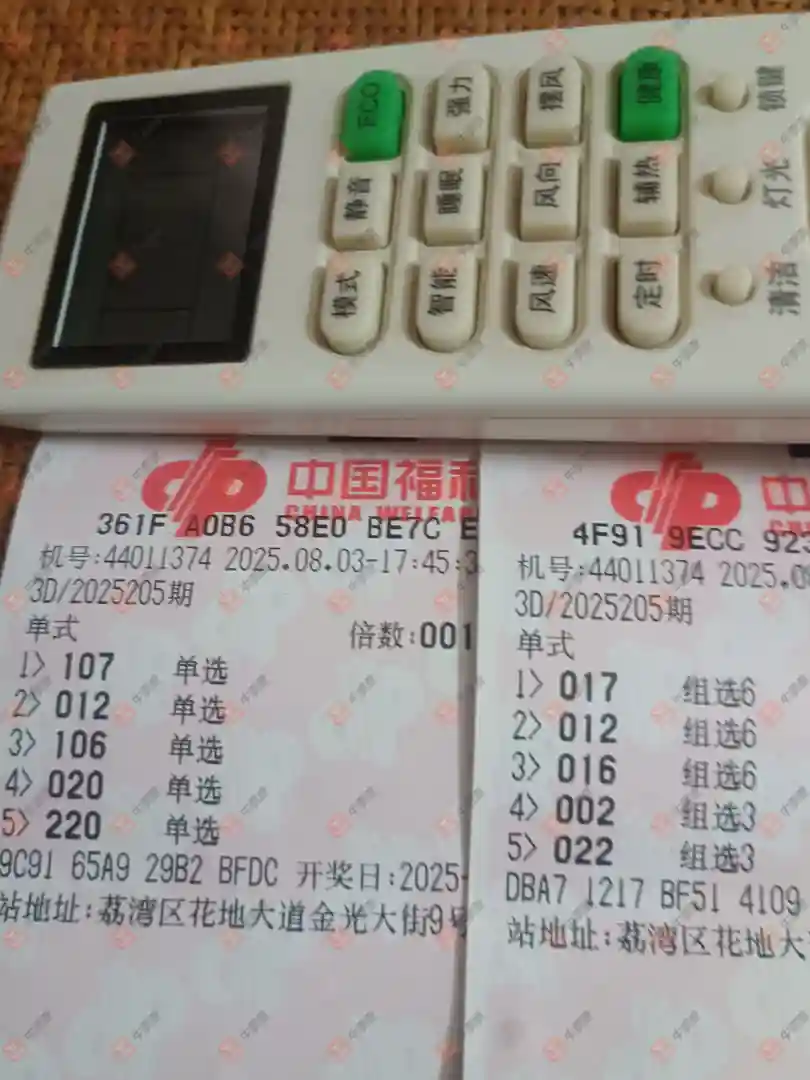 ECO
强力
摆风
健康
锁键
静音
睡眠
风向
辅热
灯光
模式
智能
风速
定时
清洁
中国福利
CHINA WELFA
361F A0B6 58E0 BE7C E
机号:44011374 2025.08.03-17:45:3
3D/2025205期
单式 倍数:001
1> 107 单选
2> 012 单选
3> 106 单选
4> 020 单选
5> 220 单选
9C91 65A9 29B2 BFDC 开奖日:2025-
站地址:荔湾区花地大道金光大街9号
中
CH
4F91 9ECC 923
机号:44011374 2025.0
3D/2025205期
单式
1> 017 组选6
2> 012 组选6
3> 016 组选6
4> 002 组选3
5> 022 组选3
DBA7 1217 BF51 4109
站地址:荔湾区花地大